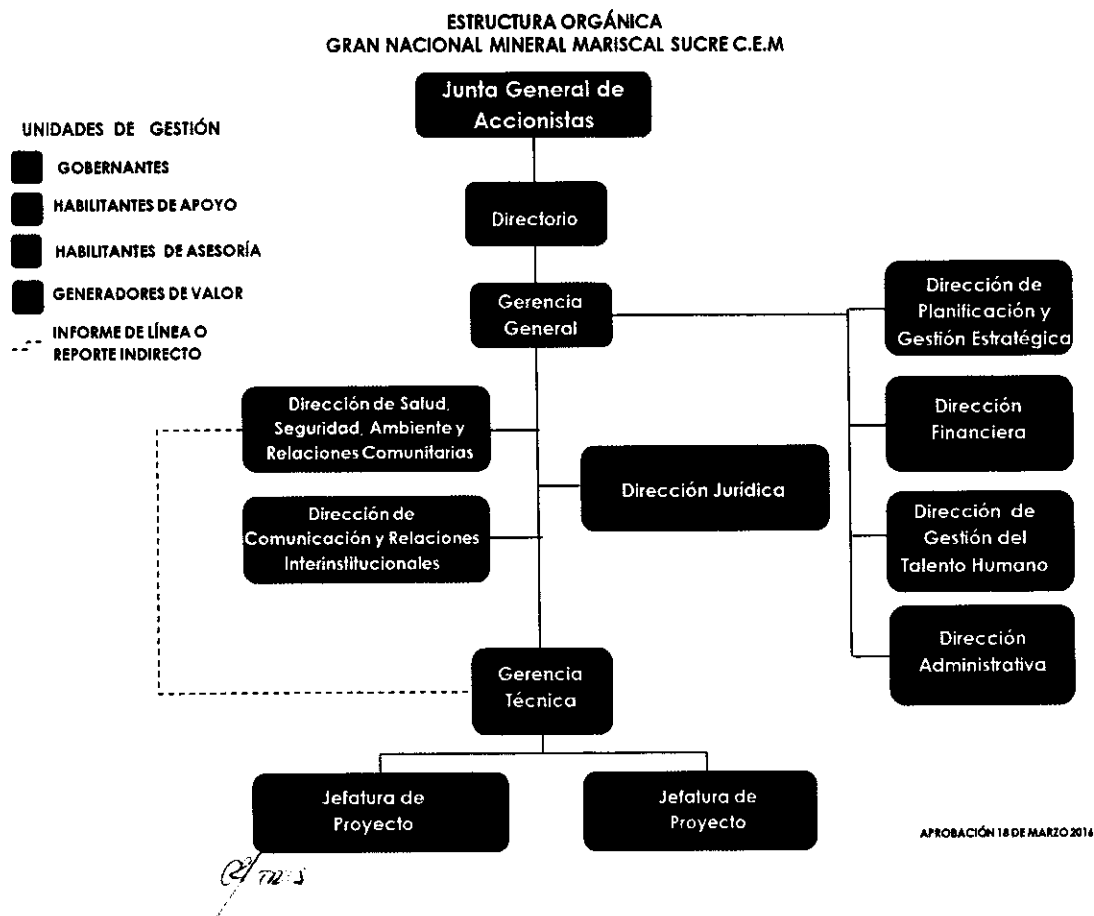 ESTRUCTURA ORGÁNICA
GRAN NACIONAL MINERAL MARISCAL SUCRE C.E.M
Junta General de
Accionistas
UNIDADES DE GESTIÓN
GOBERNANTES
HABILITANTES DE APOYO
HABILITANTES DE ASESORÍA
GENERADORES DE VALOR
INFORME DE LÍNEA O
REPORTE INDIRECTO
Directorio
Gerencia
General
Dirección de
Planificación y
Gestión Estratégica
Dirección de Salud,
Seguridad, Ambiente y
Relaciones Comunitarias
Dirección
Financiera
Dirección Jurídica
Dirección de
Comunicación y Relaciones
Interinstitucionales
Dirección de
Gestión del
Talento Humano
Dirección
Administrativa
Gerencia
Técnica
Jefatura de
Proyecto
Jefatura de
Proyecto
APROBACIÓN 18 DE MARZO 2016